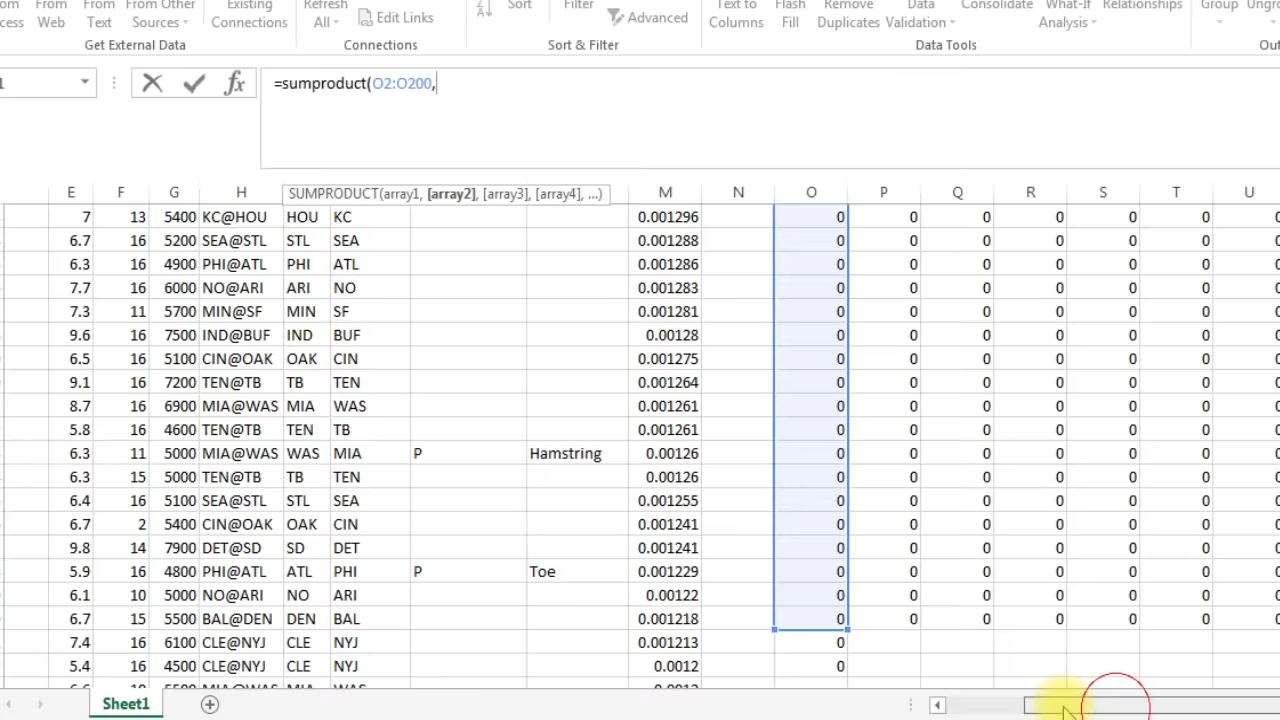 om From From From Other Existing Refresh Sort Filter Text to Flash Remove Data Consolidate What-If Relationships Group Ungro
cess Web Text Sources Connections All Edit Links Advanced Columns Fill Duplicates Validation Analysis
Get External Data Connections Sort & Filter Data Tools Out
1 fx =sumproduct(O2:O200,
SUMPRODUCT(array1, [array2], [array3], [array4], ...)
E F G H M N O P Q R S T U
7 13 5400 KC@HOU HOU KC 0.001296 0 0 0 0 0 0 0
6.7 16 5200 SEA@STL STL SEA 0.001288 0 0 0 0 0 0 0
6.3 16 4900 PHI@ATL PHI ATL 0.001286 0 0 0 0 0 0 0
7.7 16 6000 NO@ARI ARI NO 0.001283 0 0 0 0 0 0 0
7.3 11 5700 MIN@SF MIN SF 0.001281 0 0 0 0 0 0 0
9.6 16 7500 IND@BUF IND BUF 0.00128 0 0 0 0 0 0 0
6.5 16 5100 CIN@OAK OAK CIN 0.001275 0 0 0 0 0 0 0
9.1 16 7200 TEN@TB TB TEN 0.001264 0 0 0 0 0 0 0
8.7 16 6900 MIA@WAS MIA WAS 0.001261 0 0 0 0 0 0 0
5.8 16 4600 TEN@TB TEN TB 0.001261 0 0 0 0 0 0 0
6.3 11 5000 MIA@WAS WAS MIA P Hamstring 0.00126 0 0 0 0 0 0 0
6.3 15 5000 TEN@TB TB TEN 0.00126 0 0 0 0 0 0 0
6.4 16 5100 SEA@STL STL SEA 0.001255 0 0 0 0 0 0 0
6.7 2 5400 CIN@OAK OAK CIN 0.001241 0 0 0 0 0 0 0
9.8 14 7900 DET@SD SD DET 0.001241 0 0 0 0 0 0 0
5.9 16 4800 PHI@ATL ATL PHI P Toe 0.001229 0 0 0 0 0 0 0
6.1 10 5000 NO@ARI NO ARI 0.00122 0 0 0 0 0 0 0
6.7 15 5500 BAL@DEN DEN BAL 0.001218 0 0 0 0 0 0 0
7.4 16 6100 CLE@NYJ CLE NYJ 0.001213 0
5.4 16 4500 CLE@NYJ CLE NYJ 0.0012 0
Sheet1